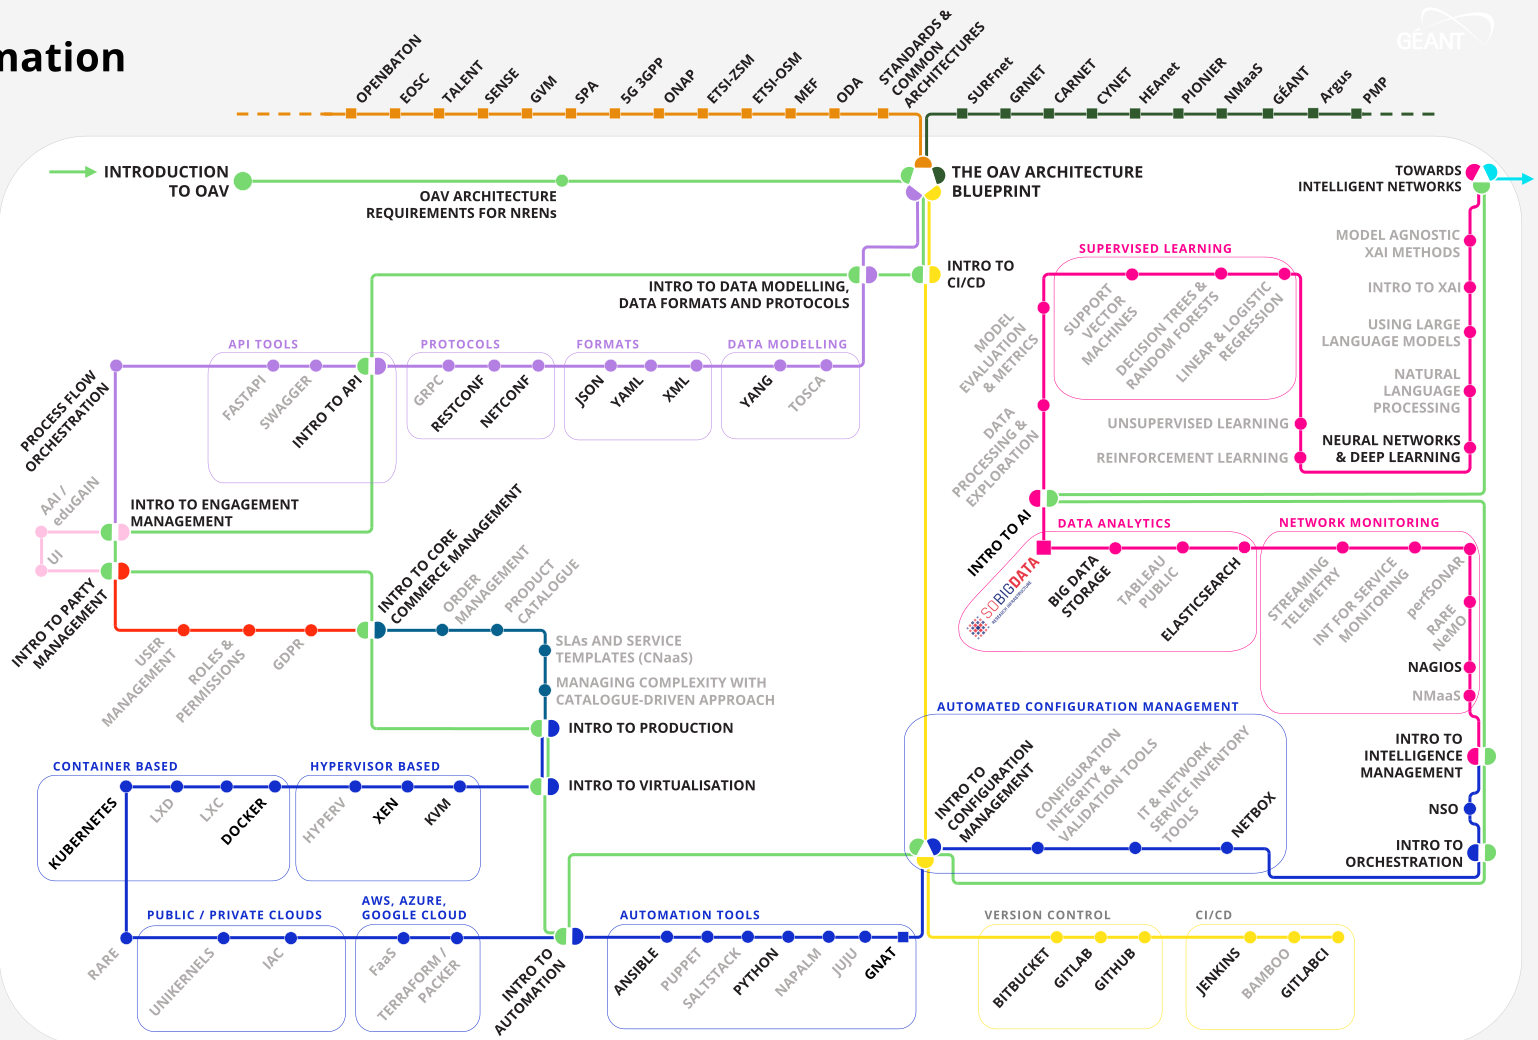 mation
GÉANT
OPENBATON
EOSC
TALENT
SENSE
GVM
SPA
5G 3GPP
ONAP
ETSI-ZSM
ETSI-OSM
MEF
ODA
STANDARDS &
COMMON
ARCHITECTURES
SURFnet
GRNET
CARNET
CYNET
HEAnet
PIONIER
NMaaS
GÉANT
Argus
PMP
INTRODUCTION
TO OAV
OAV ARCHITECTURE
REQUIREMENTS FOR NRENs
THE OAV ARCHITECTURE
BLUEPRINT
TOWARDS
INTELLIGENT NETWORKS
INTRO TO DATA MODELLING,
DATA FORMATS AND PROTOCOLS
INTRO TO
CI/CD
SUPERVISED LEARNING
SUPPORT
VECTOR
MACHINES
DECISION TREES &
RANDOM FORESTS
LINEAR & LOGISTIC
REGRESSION
MODEL AGNOSTIC
XAI METHODS
INTRO TO XAI
USING LARGE
LANGUAGE MODELS
NATURAL
LANGUAGE
PROCESSING
NEURAL NETWORKS
& DEEP LEARNING
MODEL
EVALUATION
& METRICS
DATA
PROCESSING &
EXPLORATION
UNSUPERVISED LEARNING
REINFORCEMENT LEARNING
API TOOLS
PROTOCOLS
FORMATS
DATA MODELLING
PROCESS FLOW
ORCHESTRATION
FASTAPI
SWAGGER
INTRO TO API
GRPC
RESTCONF
NETCONF
JSON
YAML
XML
YANG
TOSCA
AAI /
eduGAIN
UI
INTRO TO ENGAGEMENT
MANAGEMENT
INTRO TO PARTY
MANAGEMENT
USER
MANAGEMENT
ROLES &
PERMISSIONS
GDPR
INTRO TO CORE
COMMERCE MANAGEMENT
ORDER
MANAGEMENT
PRODUCT
CATALOGUE
SLAs AND SERVICE
TEMPLATES (CNaaS)
MANAGING COMPLEXITY WITH
CATALOGUE-DRIVEN APPROACH
INTRO TO PRODUCTION
INTRO TO VIRTUALISATION
INTRO TO AI
DATA ANALYTICS
SOBIGDATA
RESEARCH INFRASTRUCTURE
BIG DATA
STORAGE
TABLEAU
PUBLIC
ELASTICSEARCH
NETWORK MONITORING
STREAMING
TELEMETRY
INT FOR SERVICE
MONITORING
perfSONAR
RARE
NeMO
NAGIOS
NMaaS
INTRO TO
INTELLIGENCE
MANAGEMENT
NSO
INTRO TO
ORCHESTRATION
AUTOMATED CONFIGURATION MANAGEMENT
INTRO TO
CONFIGURATION
MANAGEMENT
CONFIGURATION
INTEGRITY &
VALIDATION TOOLS
IT & NETWORK
SERVICE INVENTORY
TOOLS
NETBOX
CONTAINER BASED
HYPERVISOR BASED
KUBERNETES
LXD
LXC
DOCKER
HYPERV
XEN
KVM
PUBLIC / PRIVATE CLOUDS
AWS, AZURE,
GOOGLE CLOUD
RARE
UNIKERNELS
IAC
FaaS
TERRAFORM /
PACKER
INTRO TO
AUTOMATION
AUTOMATION TOOLS
ANSIBLE
PUPPET
SALTSTACK
PYTHON
NAPALM
JUJU
GNAT
VERSION CONTROL
BITBUCKET
GITLAB
GITHUB
CI/CD
JENKINS
BAMBOO
GITLABCI